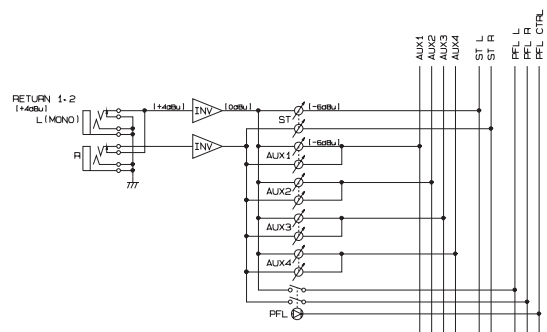 AUX1
AUX2
AUX3
AUX4
ST L
ST R
PFL L
PFL R
PFL CTRL
RETURN 1·2
[+4dBu]
L(MONO)
[+4dBu]
INV
[0dBu]
[-6dBu]
ST
R
INV
[-6dBu]
AUX1
AUX2
AUX3
AUX4
PFL